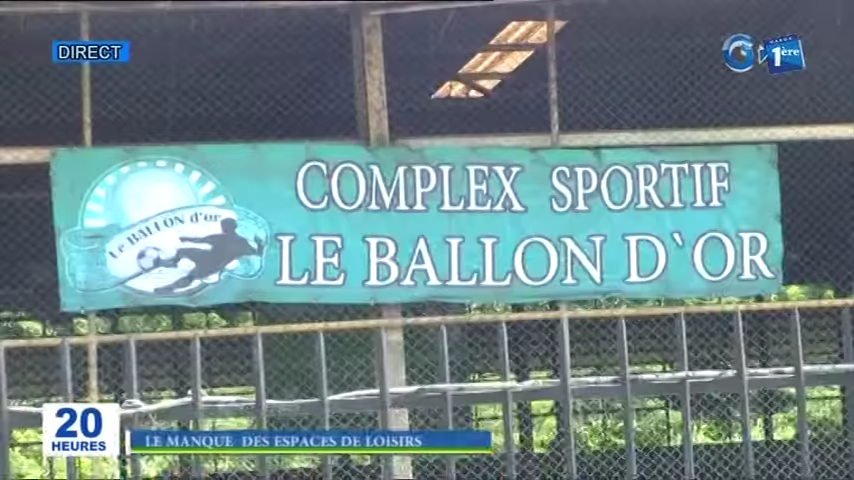 DIRECT
1ère
COMPLEX SPORTIF
LE BALLON D`OR
Le BALLON d'or
20
HEURES
LE MANQUE DES ESPACES DE LOISIRS